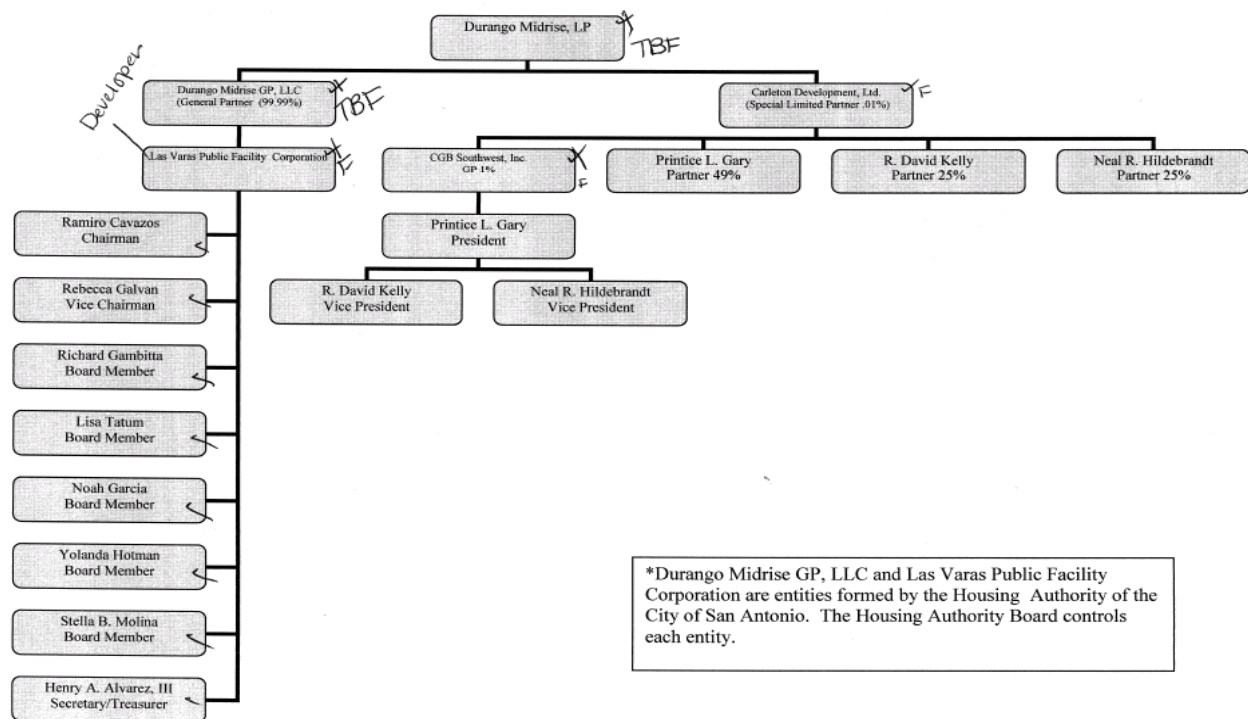 Durango Midrise, LP
TBF
Developer
Durango Midrise GP, LLC
(General Partner (99.99%)
TBF
Carleton Development, Ltd.
(Special Limited Partner .01%)
F
Las Varas Public Facility Corporation
F
CGB Southwest, Inc.
GP 1%
F
Printice L. Gary
Partner 49%
R. David Kelly
Partner 25%
Neal R. Hildebrandt
Partner 25%
Ramiro Cavazos
Chairman
Printice L. Gary
President
Rebecca Galvan
Vice Chairman
R. David Kelly
Vice President
Neal R. Hildebrandt
Vice President
Richard Gambitta
Board Member
Lisa Tatum
Board Member
Noah Garcia
Board Member
Yolanda Hotman
Board Member
Stella B. Molina
Board Member
Henry A. Alvarez, III
Secretary/Treasurer
*Durango Midrise GP, LLC and Las Varas Public Facility
Corporation are entities formed by the Housing Authority of the
City of San Antonio. The Housing Authority Board controls
each entity.